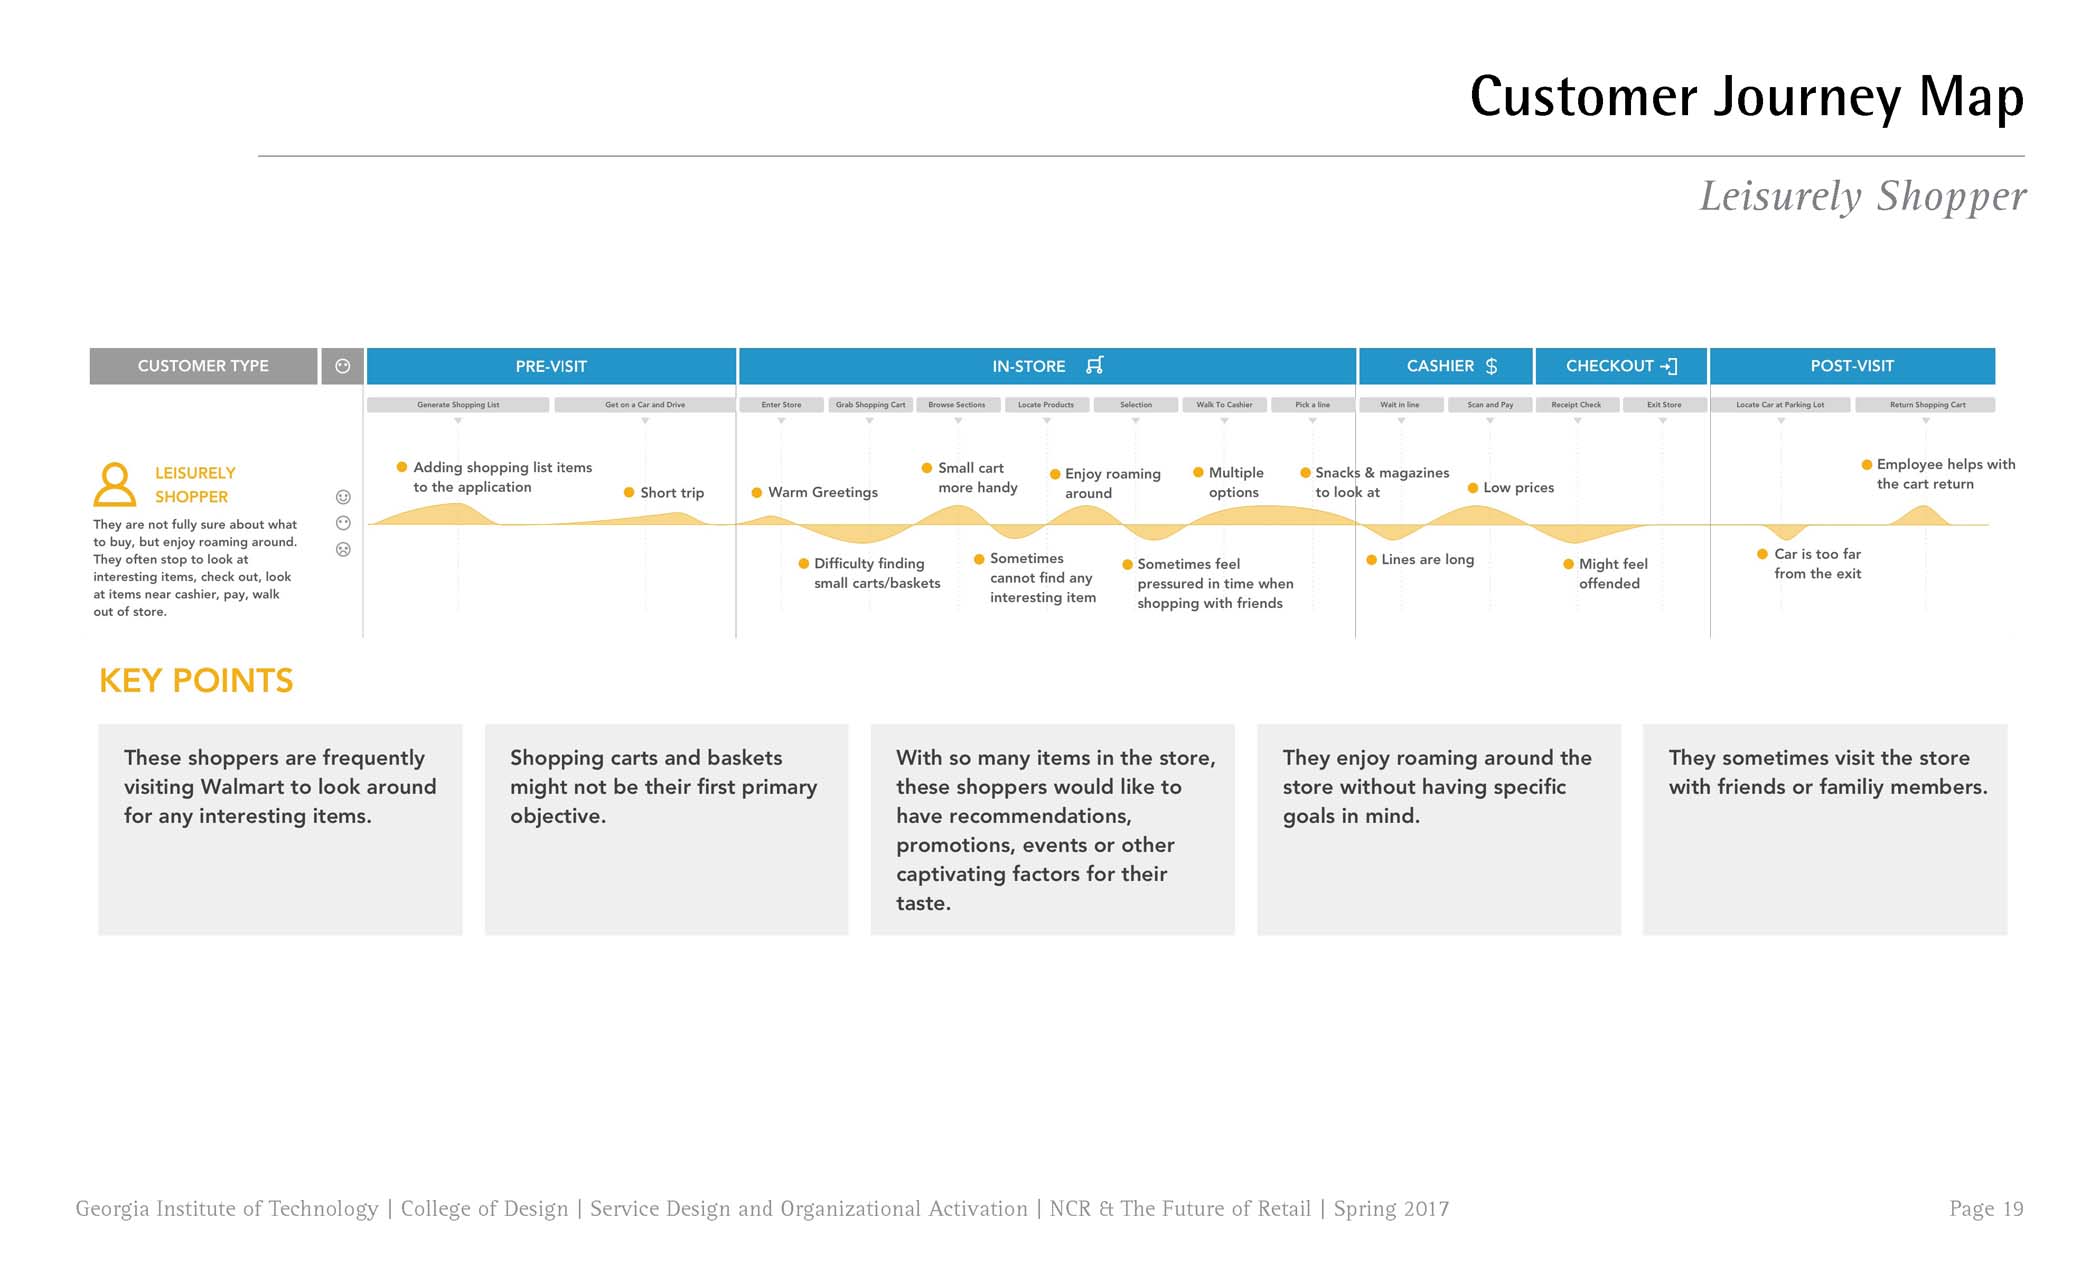 Customer Journey Map
Leisurely Shopper
CUSTOMER TYPE
PRE-VISIT
IN-STORE
CASHIER $
CHECKOUT
POST-VISIT
Generate Shopping List
Get on a Car and Drive
Enter Store
Grab Shopping Cart
Browse Sections
Locate Products
Selection
Walk To Cashier
Pick a line
Wait in line
Scan and Pay
Receipt Check
Exit Store
Locate Car at Parking Lot
Return Shopping Cart
LEISURELY
SHOPPER
They are not fully sure about what
to buy, but enjoy roaming around.
They often stop to look at
interesting items, check out, look
at items near cashier, pay, walk
out of store.
Adding shopping list items
to the application
Short trip
Warm Greetings
Difficulty finding
small carts/baskets
Small cart
more handy
Sometimes
cannot find any
interesting item
Enjoy roaming
around
Sometimes feel
pressured in time when
shopping with friends
Multiple
options
Snacks & magazines
to look at
Lines are long
Low prices
Might feel
offended
Car is too far
from the exit
Employee helps with
the cart return
KEY POINTS
These shoppers are frequently
visiting Walmart to look around
for any interesting items.
Shopping carts and baskets
might not be their first primary
objective.
With so many items in the store,
these shoppers would like to
have recommendations,
promotions, events or other
captivating factors for their
taste.
They enjoy roaming around the
store without having specific
goals in mind.
They sometimes visit the store
with friends or familiy members.
Georgia Institute of Technology | College of Design | Service Design and Organizational Activation | NCR & The Future of Retail | Spring 2017
Page 19